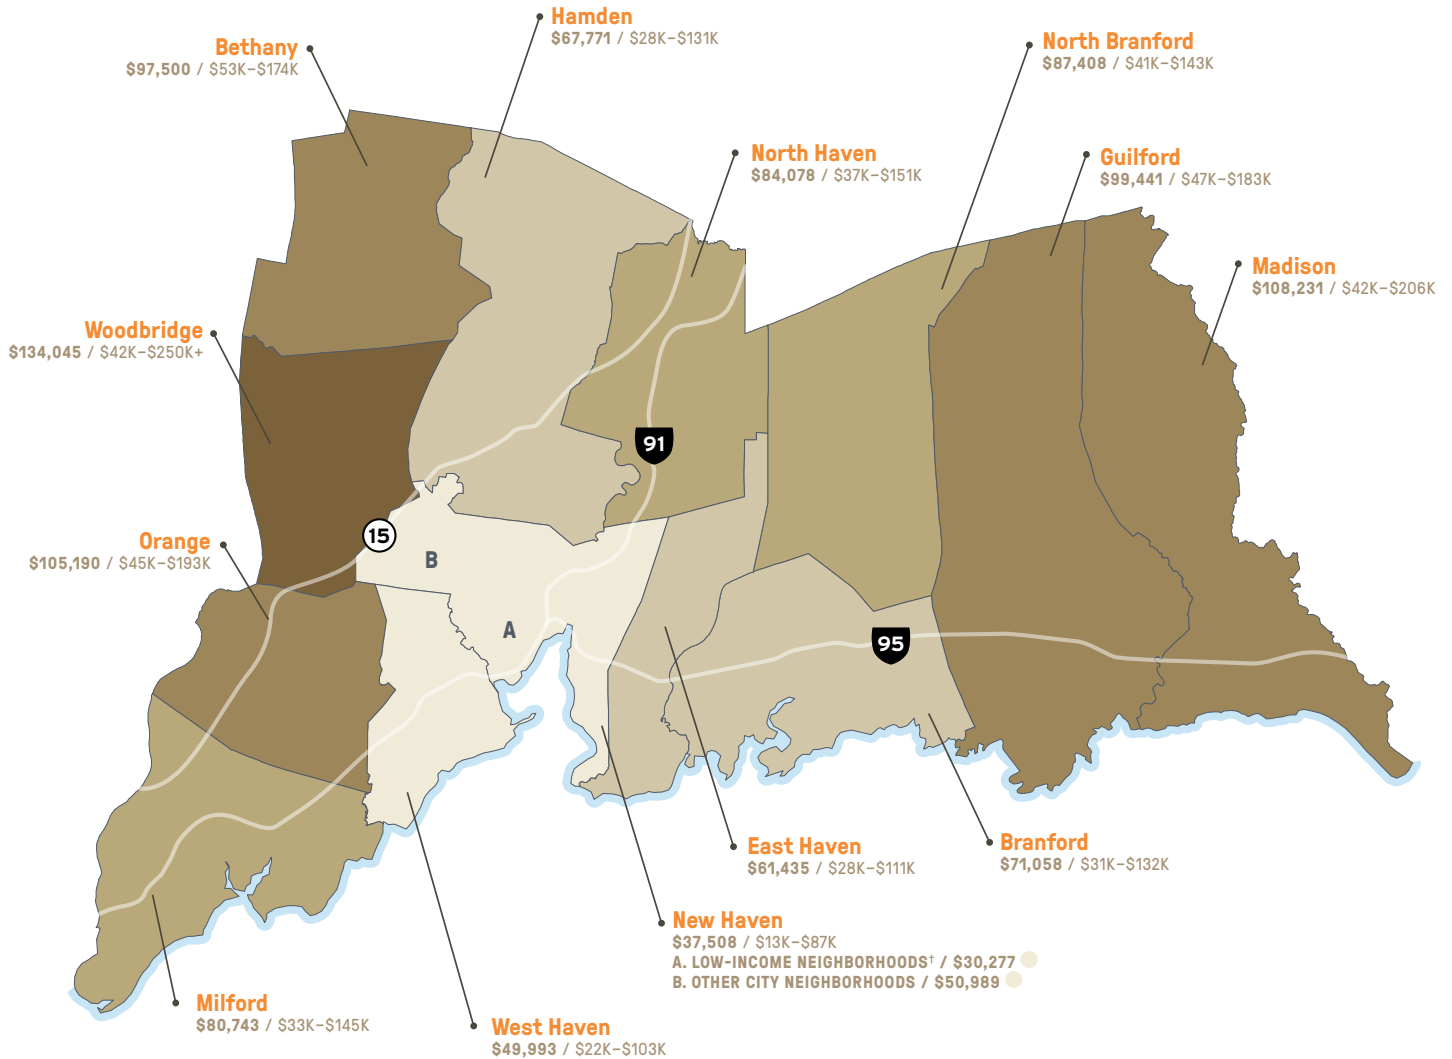 Hamden
$67,771 / $28K–$131K
Bethany
$97,500 / $53K–$174K
North Branford
$87,408 / $41K–$143K
North Haven
$84,078 / $37K–$151K
Guilford
$99,441 / $47K–$183K
Madison
$108,231 / $42K–$206K
Woodbridge
$134,045 / $42K–$250K+
91
15
Orange
$105,190 / $45K–$193K
B
A
95
East Haven
$61,435 / $28K–$111K
Branford
$71,058 / $31K–$132K
New Haven
$37,508 / $13K–$87K
A. LOW-INCOME NEIGHBORHOODS† / $30,277
B. OTHER CITY NEIGHBORHOODS / $50,989
Milford
$80,743 / $33K–$145K
West Haven
$49,993 / $22K–$103K